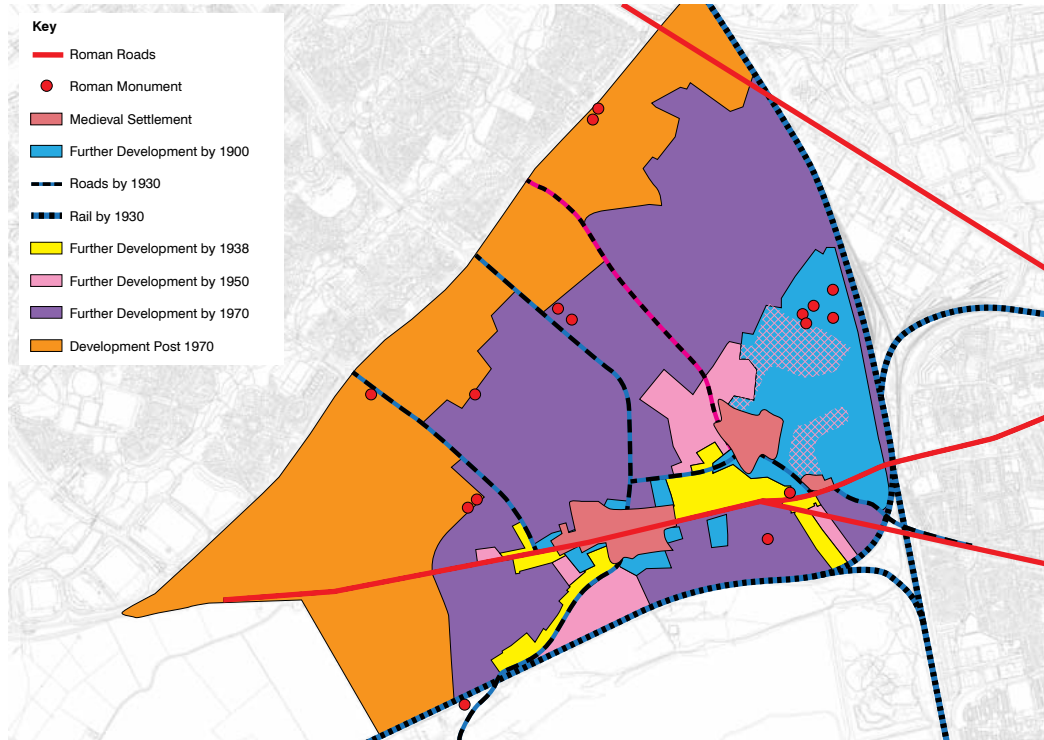 Key
Roman Roads
Roman Monument
Medieval Settlement
Further Development by 1900
Roads by 1930
Rail by 1930
Further Development by 1938
Further Development by 1950
Further Development by 1970
Development Post 1970